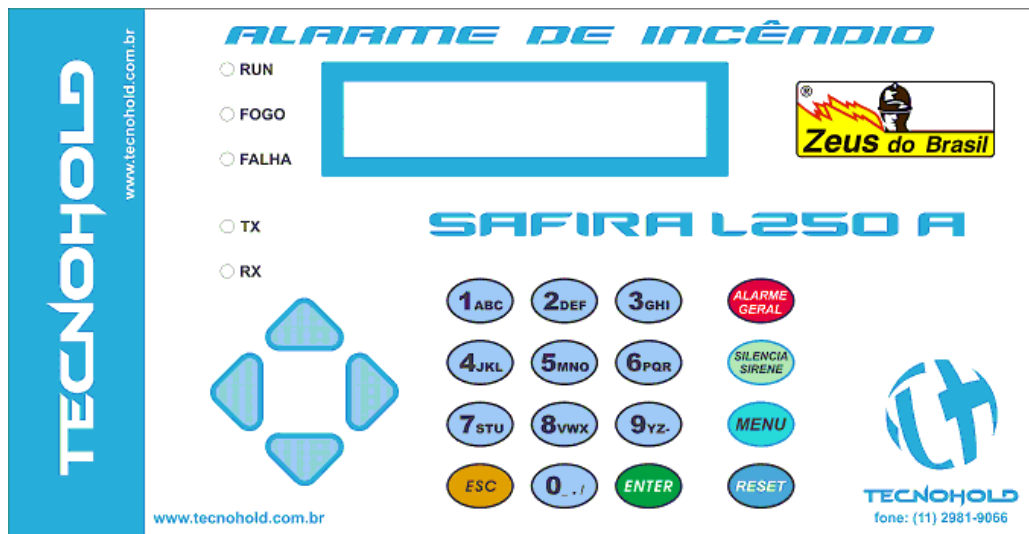 TECNOHOLD
www.tecnohold.com.br
ALARME DE INCÊNDIO
RUN
FOGO
FALHA
TX
RX
®
Zeus do Brasil
SAFIRA L250 A
1ABC 2DEF 3GHI ALARME GERAL
4JKL 5MNO 6PQR SILENCIA SIRENE
7STU 8VWX 9YZ- MENU
ESC 0_./ ENTER RESET
TECNOHOLD
fone: (11) 2981-9066
www.tecnohold.com.br